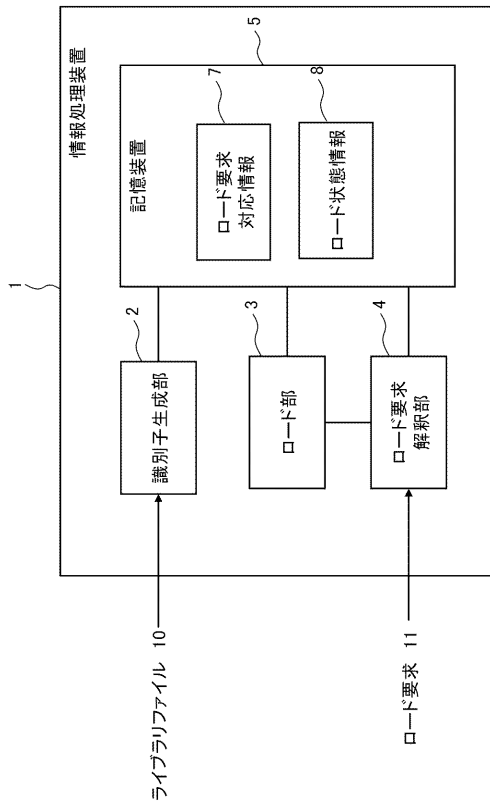 1
情報処理装置
5
記憶装置
7
ロード要求
対応情報
8
ロード状態情報
2
識別子生成部
3
ロード部
4
ロード要求
解釈部
ライブラリファイル 10
ロード要求 11